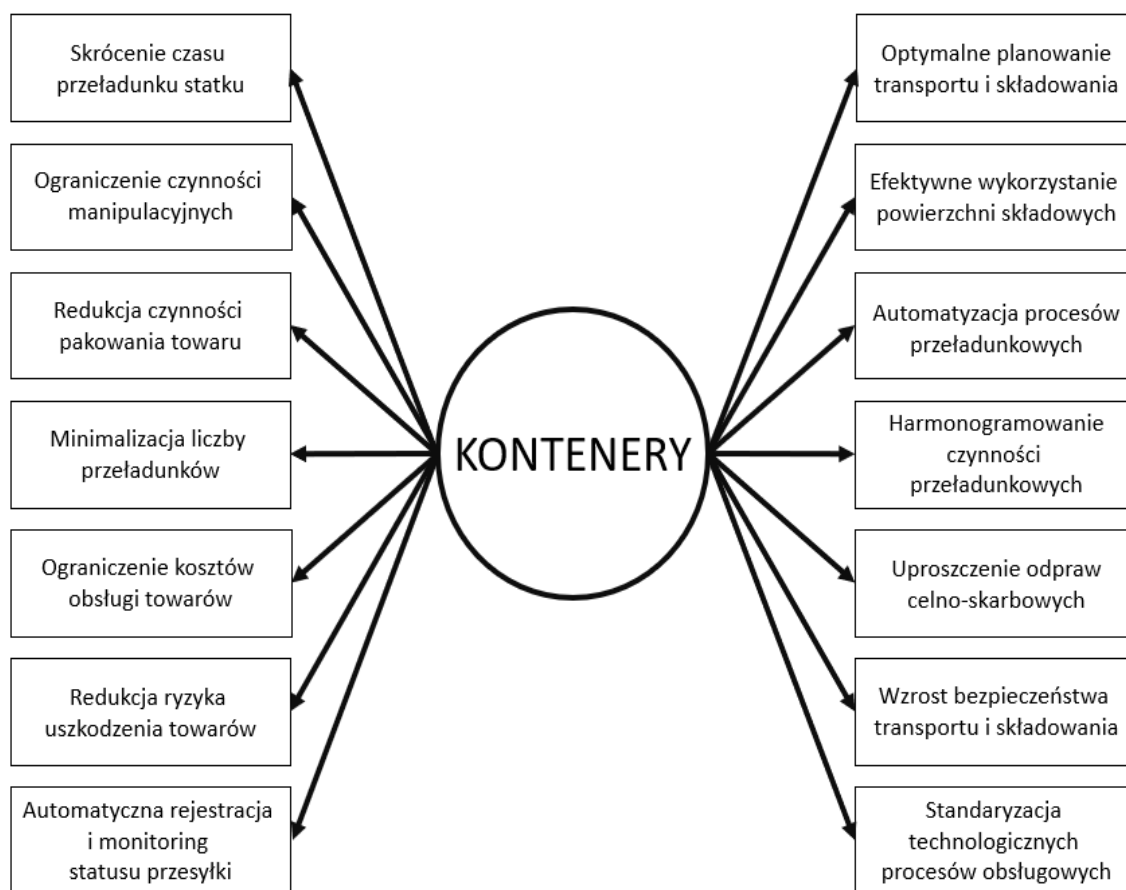 Skrócenie czasu
przeładunku statku
Ograniczenie czynności
manipulacyjnych
Redukcja czynności
pakowania towaru
Minimalizacja liczby
przeładunków
Ograniczenie kosztów
obsługi towarów
Redukcja ryzyka
uszkodzenia towarów
Automatyczna rejestracja
i monitoring
statusu przesyłki
KONTENERY
Optymalne planowanie
transportu i składowania
Efektywne wykorzystanie
powierzchni składowych
Automatyzacja procesów
przeładunkowych
Harmonogramowanie
czynności
przeładunkowych
Uproszczenie odpraw
celno-skarbowych
Wzrost bezpieczeństwa
transportu i składowania
Standaryzacja
technologicznych
procesów obsługowych